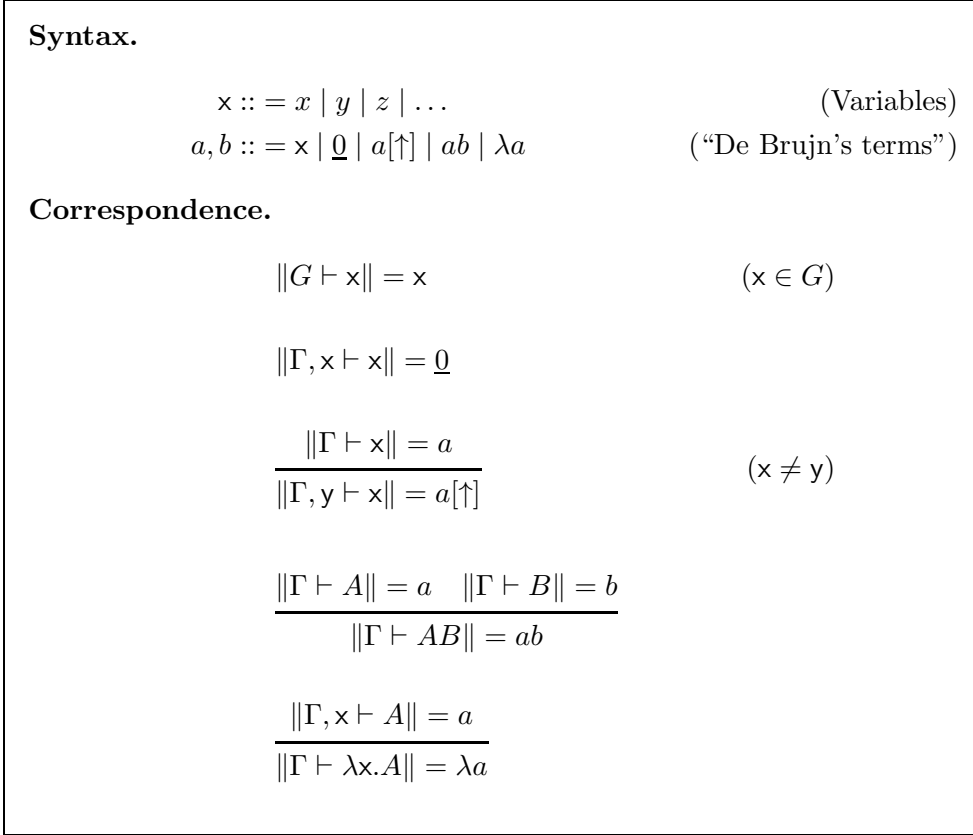 Syntax.
x :: = x | y | z | … (Variables)
a, b :: = x | 0̲ | a[↑] | ab | λa (“De Brujn’s terms”)
Correspondence.
‖G ⊢ x‖ = x (x ∈ G)
‖Γ, x ⊢ x‖ = 0̲
‖Γ ⊢ x‖ = a
‖Γ, y ⊢ x‖ = a[↑] (x ≠ y)
‖Γ ⊢ A‖ = a ‖Γ ⊢ B‖ = b
‖Γ ⊢ AB‖ = ab
‖Γ, x ⊢ A‖ = a
‖Γ ⊢ λx.A‖ = λa